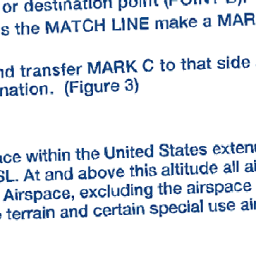 or destination point (POINT B).
s the MATCH LINE make a MAR
nd transfer MARK C to that side
nation. (Figure 3)
ace within the United States exten
SL. At and above this altitude all ai
Airspace, excluding the airspace
terrain and certain special use air